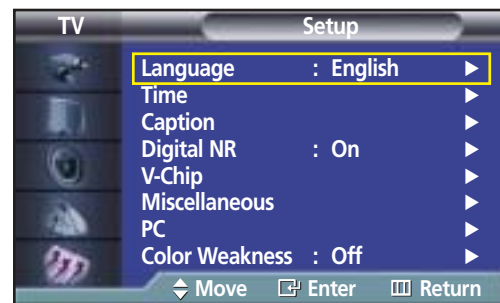 TV Setup
Language : English
Time
Caption
Digital NR : On
V-Chip
Miscellaneous
PC
Color Weakness : Off
Move Enter Return